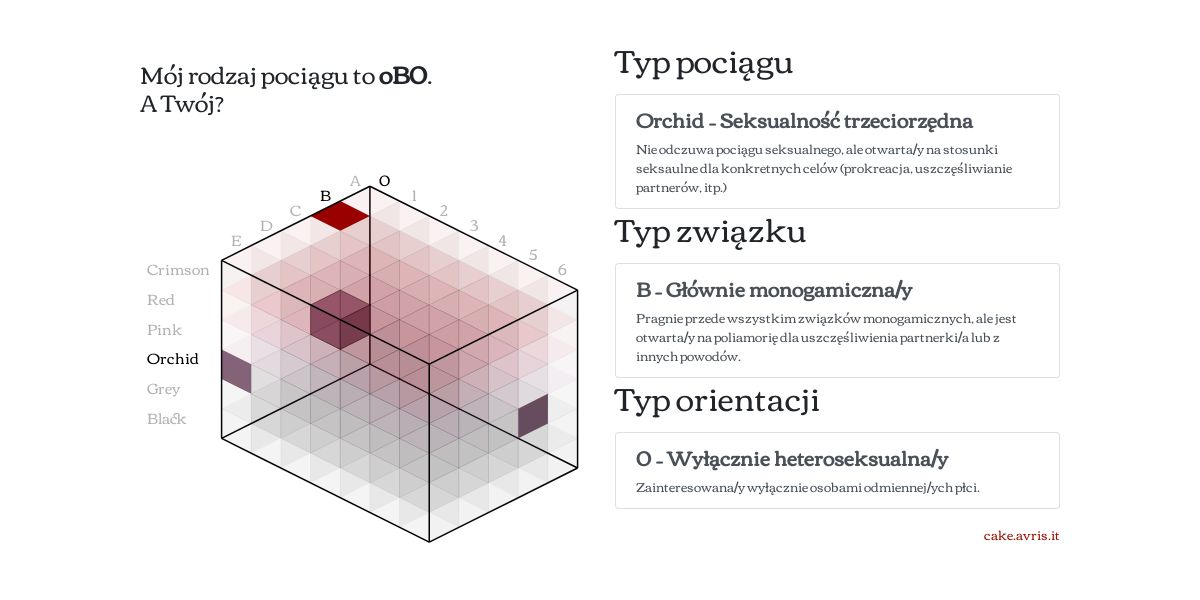 Mój rodzaj pociągu to oBO.
A Twój?
A 0
B 1
C 2
D 3
E 4
5
6
Crimson
Red
Pink
Orchid
Grey
Black
Typ pociągu
Orchid – Seksualność trzeciorzędna
Nie odczuwa pociągu seksualnego, ale otwarta/y na stosunki
seksaulne dla konkretnych celów (prokreacja, uszczęśliwianie
partnerów, itp.)
Typ związku
B – Głównie monogamiczna/y
Pragnie przede wszystkim związków monogamicznych, ale jest
otwarta/y na poliamorię dla uszczęśliwienia partnerki/a lub z
innych powodów.
Typ orientacji
0 – Wyłącznie heteroseksualna/y
Zainteresowana/y wyłącznie osobami odmiennej/ych płci.
cake.avris.it